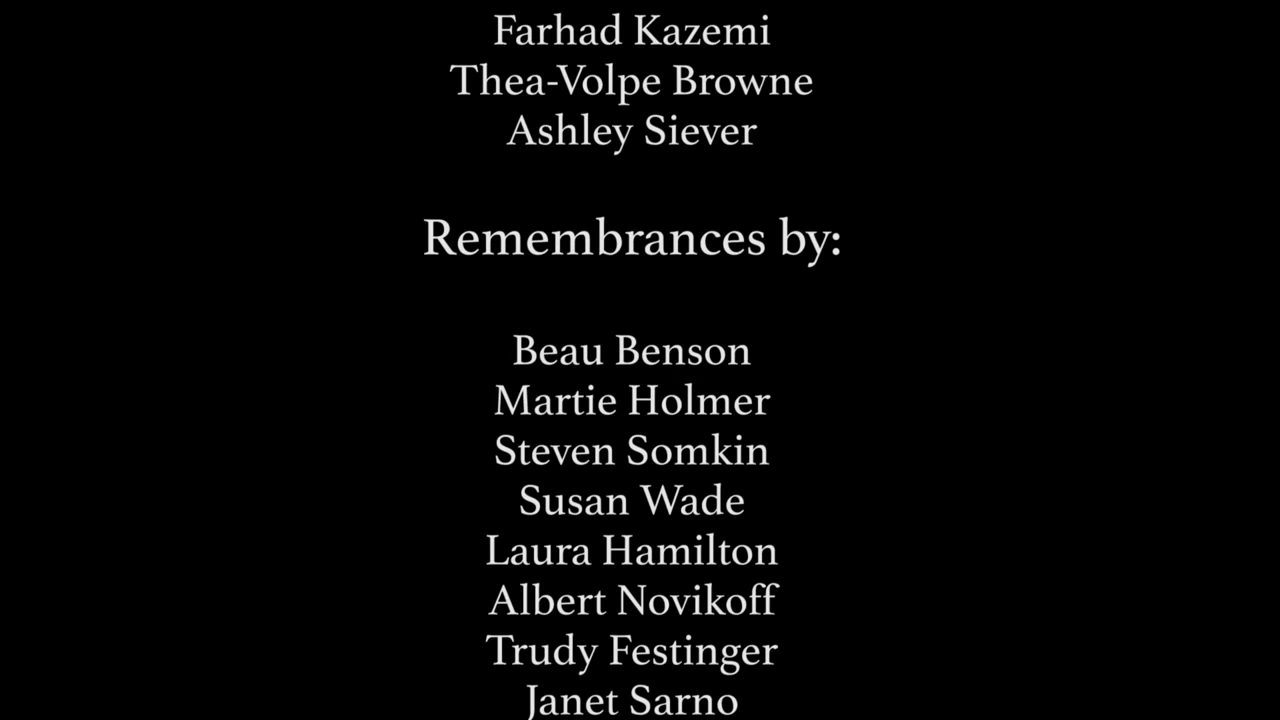 Farhad Kazemi
Thea-Volpe Browne
Ashley Siever
Remembrances by:
Beau Benson
Martie Holmer
Steven Somkin
Susan Wade
Laura Hamilton
Albert Novikoff
Trudy Festinger
Janet Sarno